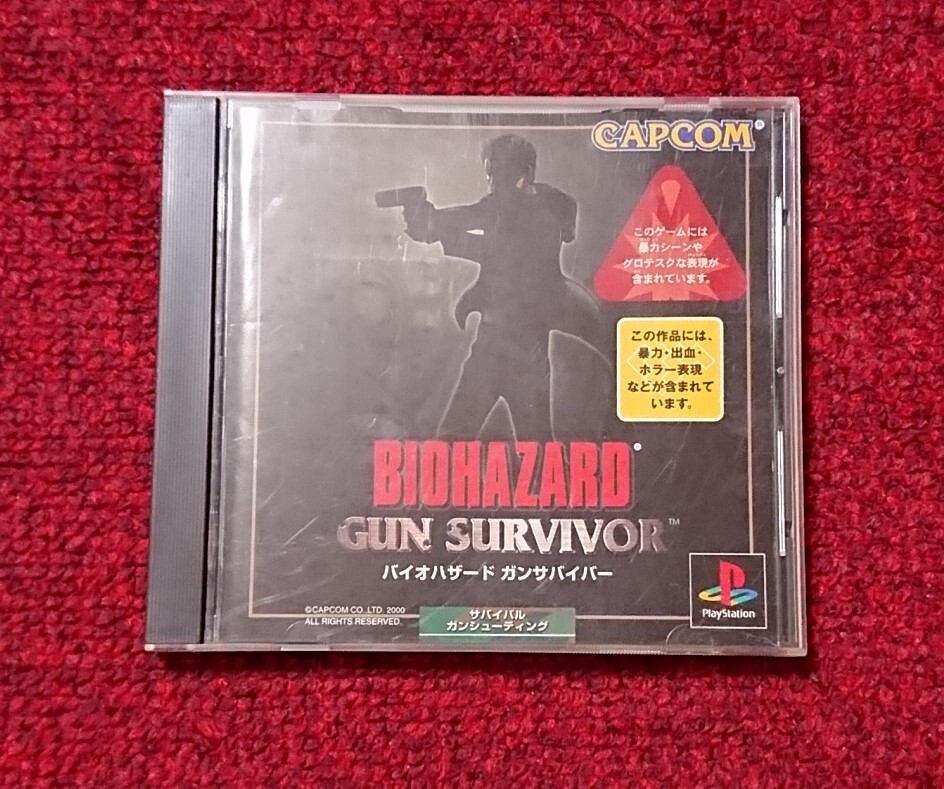 CAPCOM®
このゲームには
暴力シーンや
グロテスクな表現が
含まれています。
この作品には、
暴力・出血・
ホラー表現
などが含まれて
います。
BIOHAZARD®
GUN SURVIVOR™
バイオハザード ガンサバイバー
©CAPCOM CO.,LTD. 2000
ALL RIGHTS RESERVED.
サバイバル
ガンシューティング
PlayStation